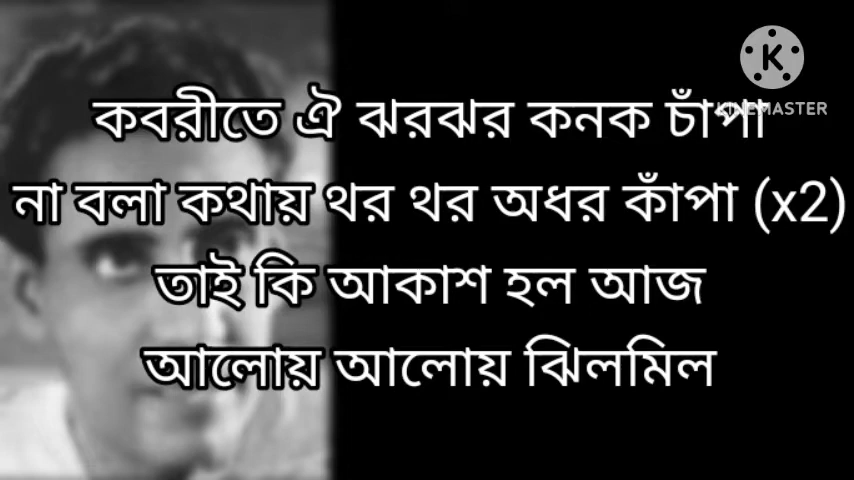 কবরীতে ঐ ঝরঝর কনক চাঁপা
না বলা কথায় থর থর অধর কাঁপা (x2)
তাই কি আকাশ হল আজ
আলোয় আলোয় ঝিলমিল
K
KINEMASTER